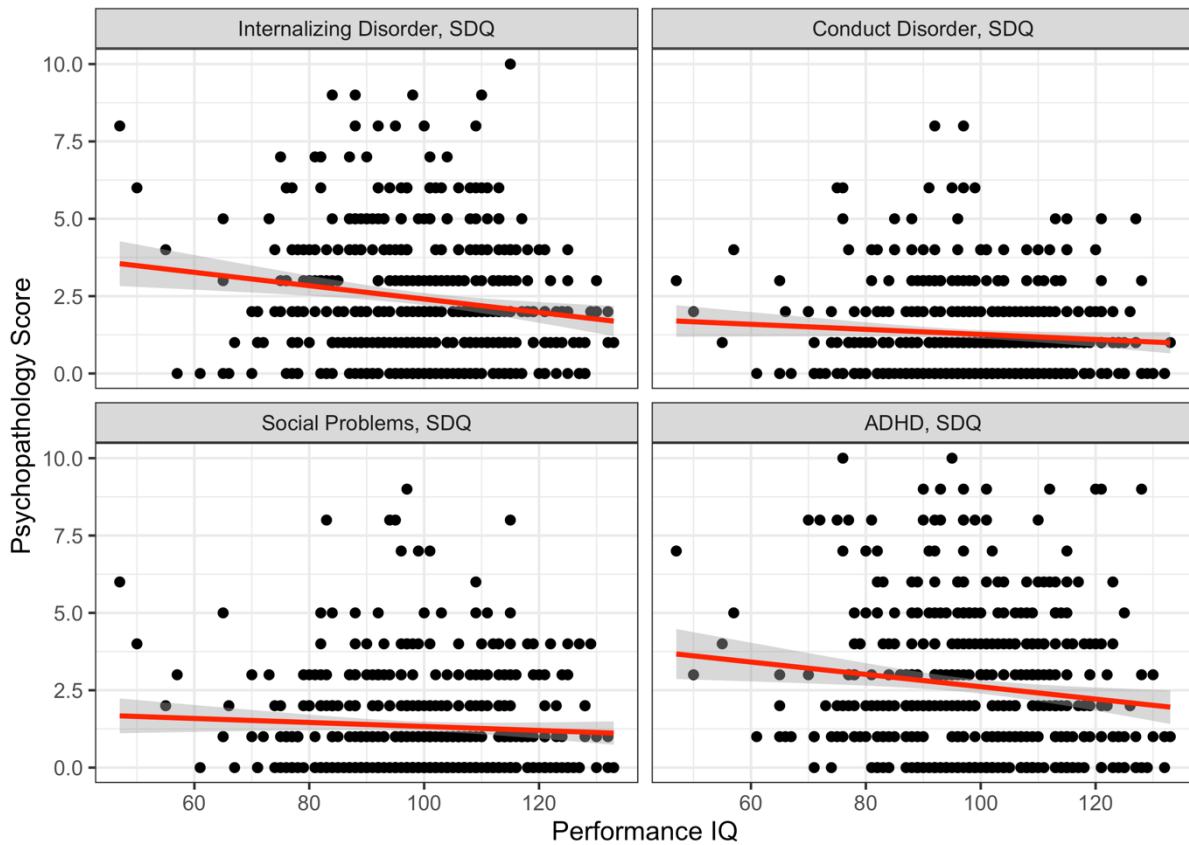 Internalizing Disorder, SDQ
Conduct Disorder, SDQ
10.0
7.5
5.0
2.5
0.0
Social Problems, SDQ
ADHD, SDQ
10.0
7.5
5.0
2.5
0.0
Psychopathology Score
60 80 100 120
60 80 100 120
Performance IQ